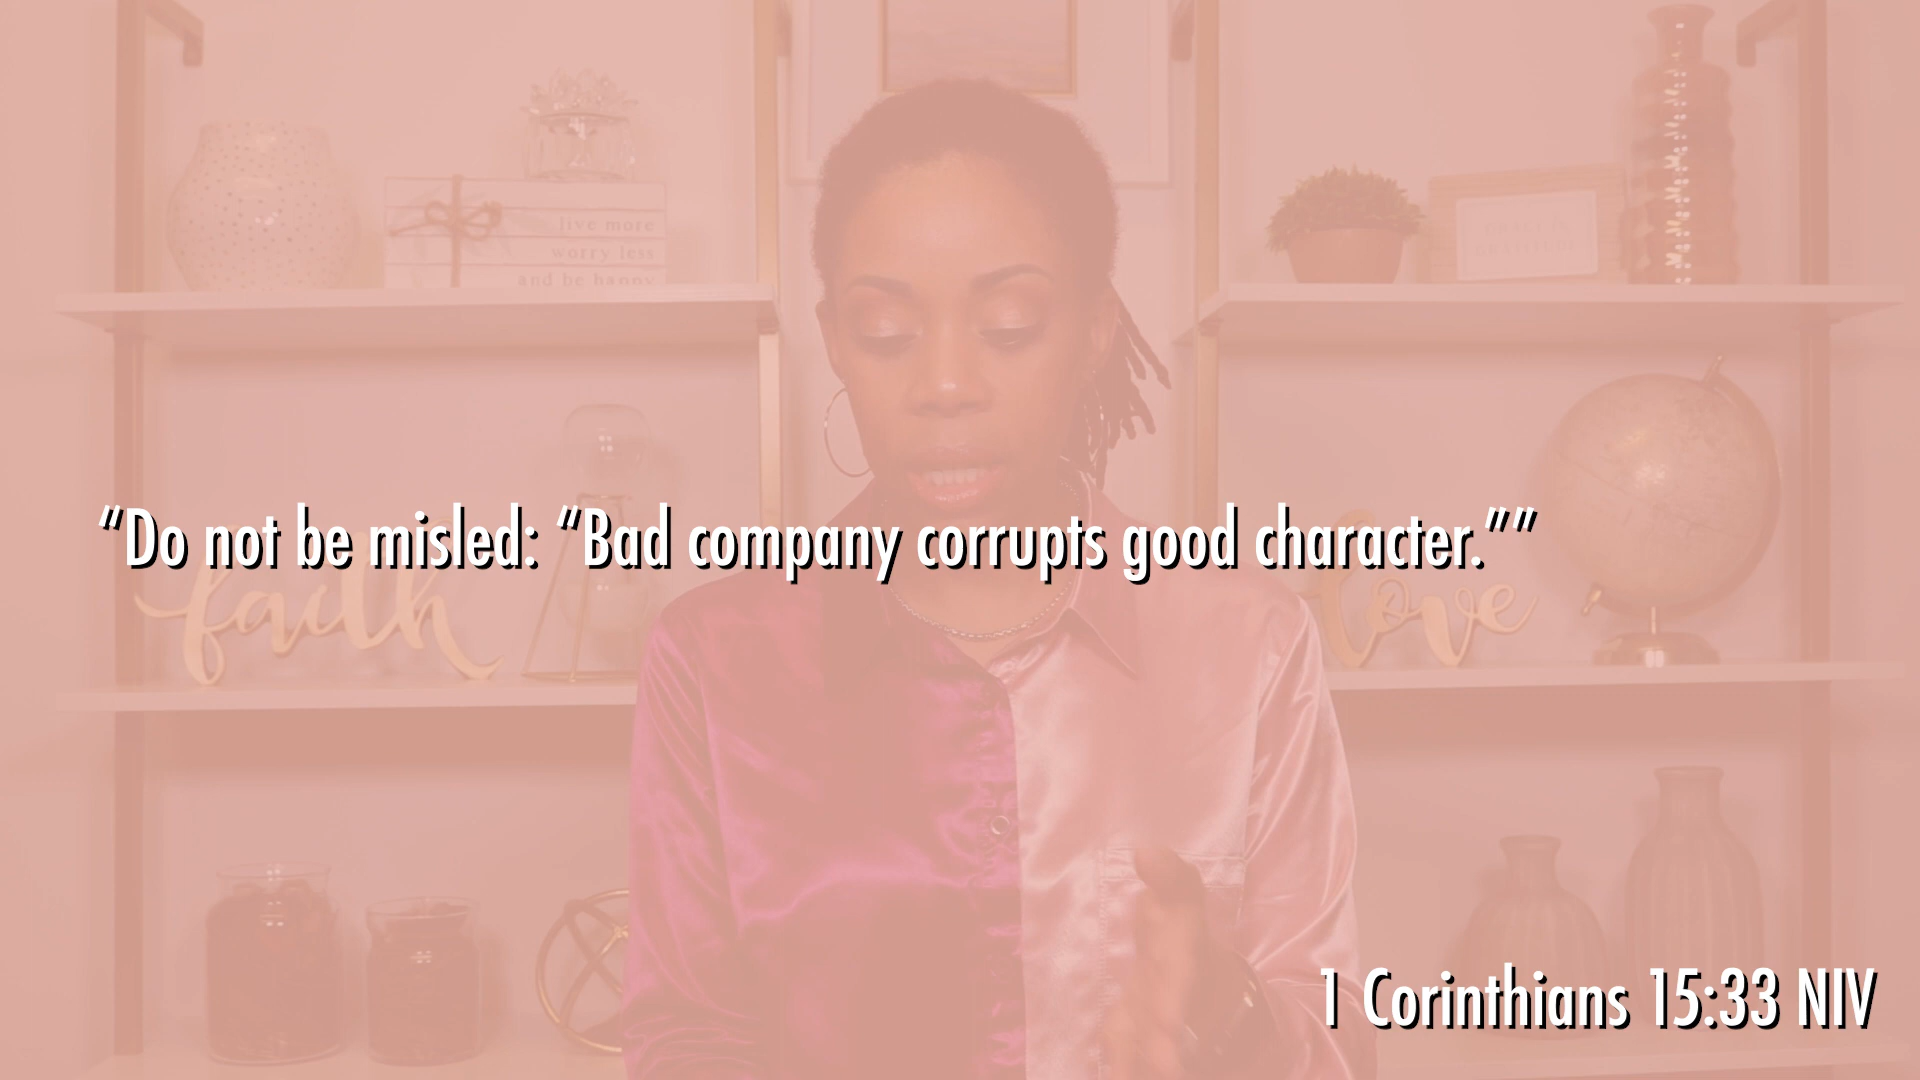 live more
worry less
and be happy
“Do not be misled: “Bad company corrupts good character.””
faith
love
1 Corinthians 15:33 NIV